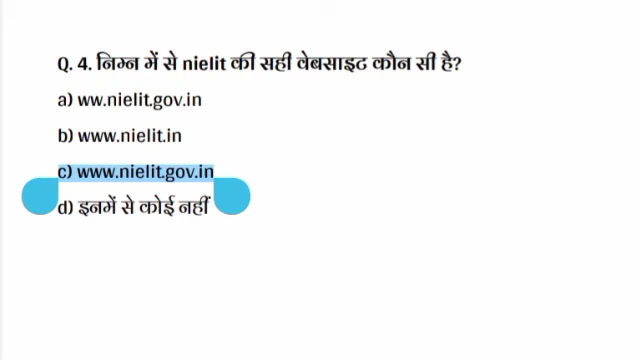 Q. 4. निम्न में से nielit की सही वेबसाइट कौन सी है?
a) ww.nielit.gov.in
b) www.nielit.in
c) www.nielit.gov.in
d) इनमें से कोई नहीं